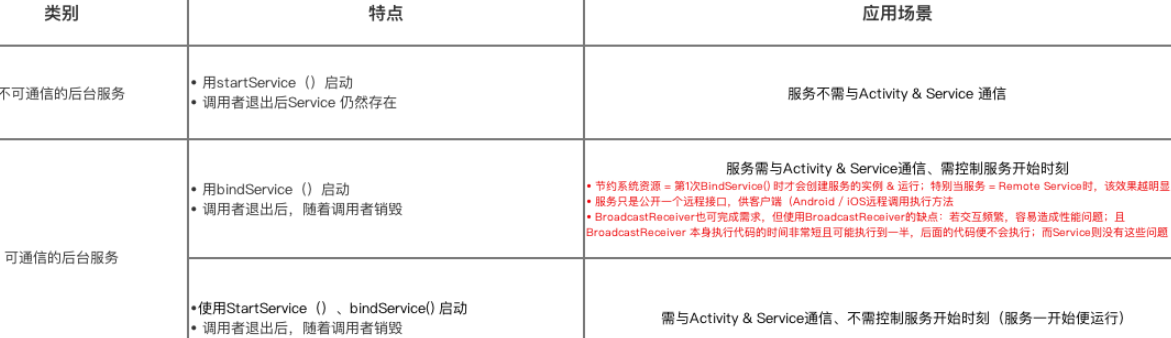 类别
特点
应用场景
不可通信的后台服务
• 用startService（）启动
• 调用者退出后Service 仍然存在
服务不需与Activity & Service 通信
可通信的后台服务
• 用bindService（）启动
• 调用者退出后，随着调用者销毁
服务需与Activity & Service通信、需控制服务开始时刻
• 节约系统资源 = 第1次BindService() 时才会创建服务的实例 & 运行；特别当服务 = Remote Service时，该效果越明显
• 服务只是公开一个远程接口，供客户端（Android / iOS远程调用执行方法
• BroadcastReceiver也可完成需求，但使用BroadcastReceiver的缺点：若交互频繁，容易造成性能问题；且
BroadcastReceiver 本身执行代码的时间非常短且可能执行到一半，后面的代码便不会执行；而Service则没有这些问题
•使用StartService（）、bindService() 启动
• 调用者退出后，随着调用者销毁
需与Activity & Service通信、不需控制服务开始时刻（服务一开始便运行）